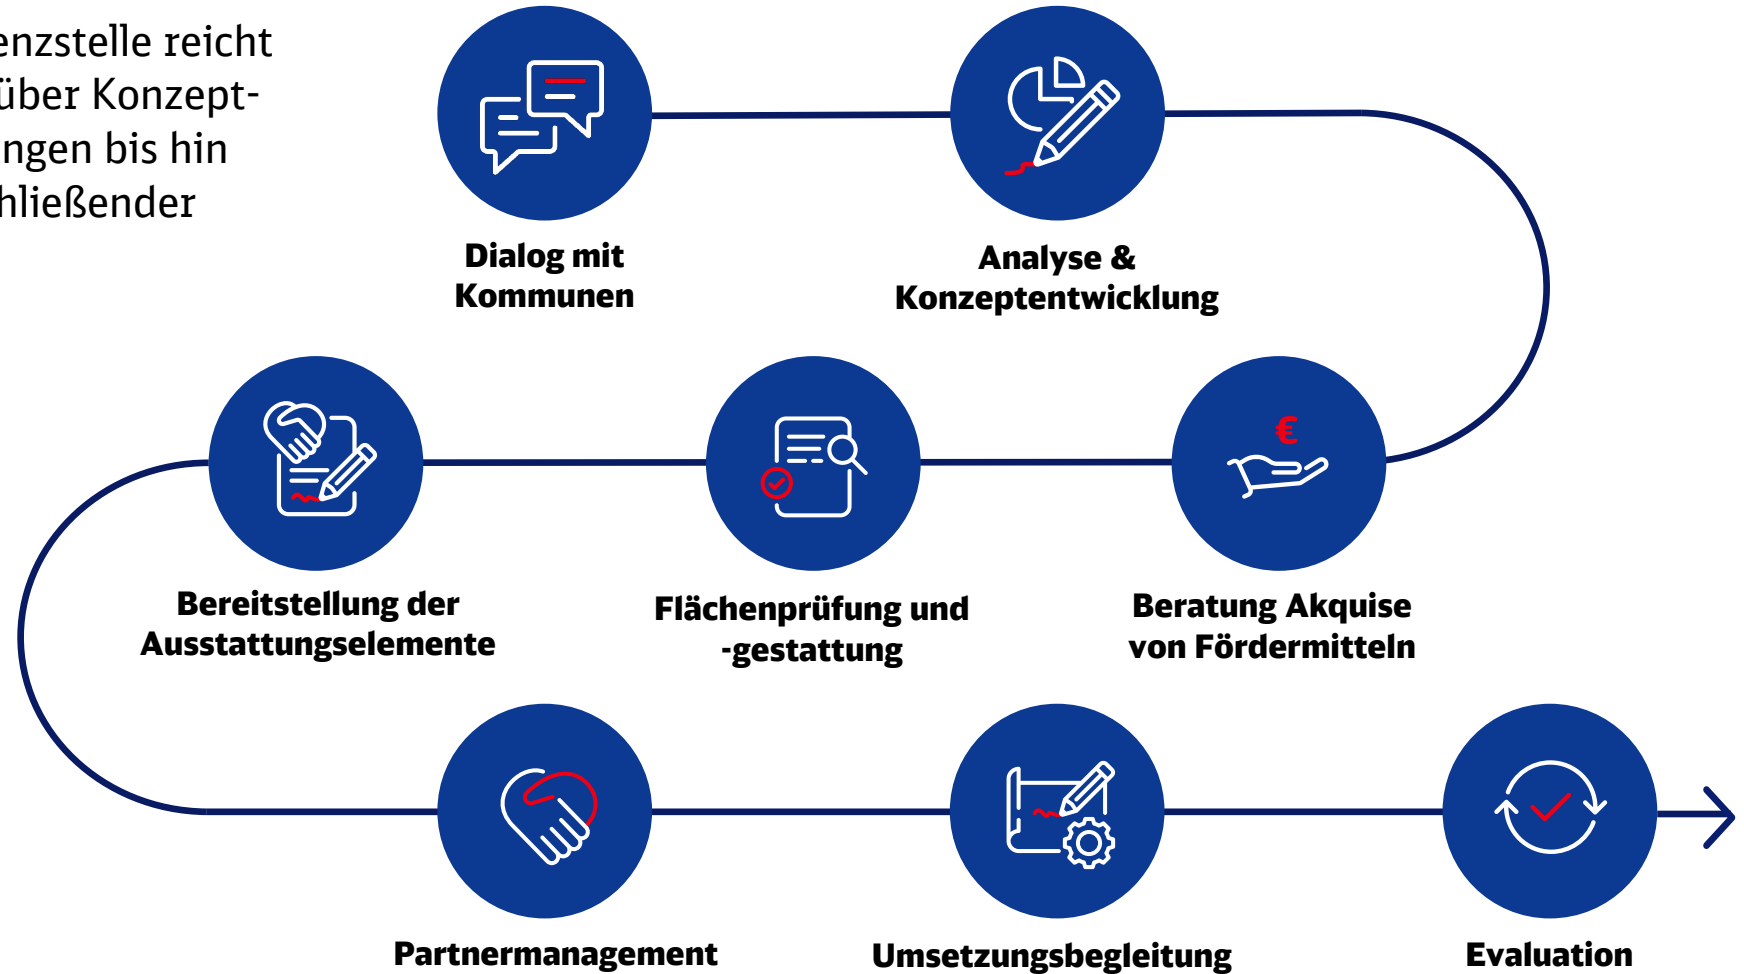 enzstelle reicht
über Konzept-
ngen bis hin
hließender
Dialog mit
Kommunen
Analyse &
Konzeptentwicklung
€
Bereitstellung der
Ausstattungselemente
Flächenprüfung und
-gestattung
Beratung Akquise
von Fördermitteln
Partnermanagement
Umsetzungsbegleitung
Evaluation